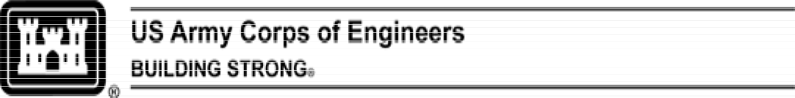 US Army Corps of Engineers
BUILDING STRONG®
®